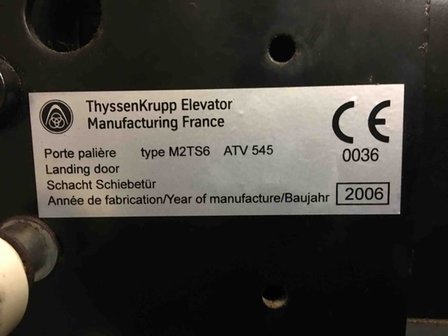 ThyssenKrupp Elevator
Manufacturing France
CE
Porte palière type M2TS6 ATV 545
0036
Landing door
Schacht Schiebetür
Année de fabrication/Year of manufacture/Baujahr 2006